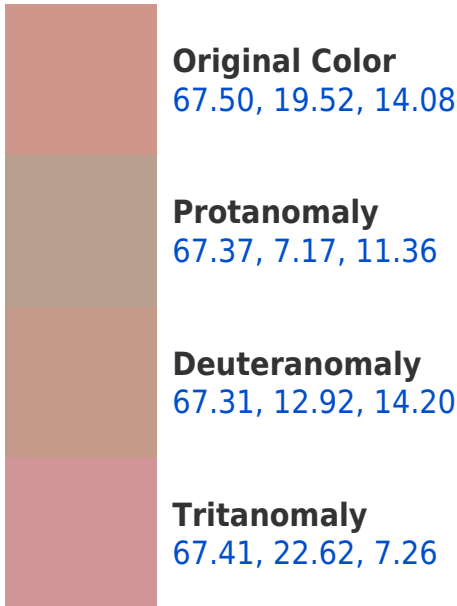 Original Color
67.50, 19.52, 14.08
Protanomaly
67.37, 7.17, 11.36
Deuteranomaly
67.31, 12.92, 14.20
Tritanomaly
67.41, 22.62, 7.26